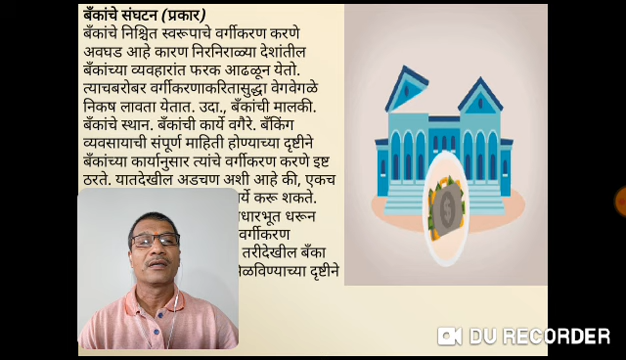 बँकांचे संघटन (प्रकार)
बँकांचे निश्चित स्वरूपाचे वर्गीकरण करणे
अवघड आहे कारण निरनिराळ्या देशांतील
बँकांच्या व्यवहारांत फरक आढळून येतो.
त्याचबरोबर वर्गीकरणाकरितासुद्धा वेगवेगळे
निकष लावता येतात. उदा., बँकांची मालकी.
बँकांचे स्थान. बँकांची कार्ये वगैरे. बँकिंग
व्यवसायाची संपूर्ण माहिती होण्याच्या दृष्टीने
बँकांच्या कार्यानुसार त्यांचे वर्गीकरण करणे इष्ट
ठरते. यातदेखील अडचण अशी आहे की, एकच
र्ये करू शकते.
धारभूत धरून
वर्गीकरण
तरीदेखील बँका
मिळविण्याच्या दृष्टीने
DU RECORDER